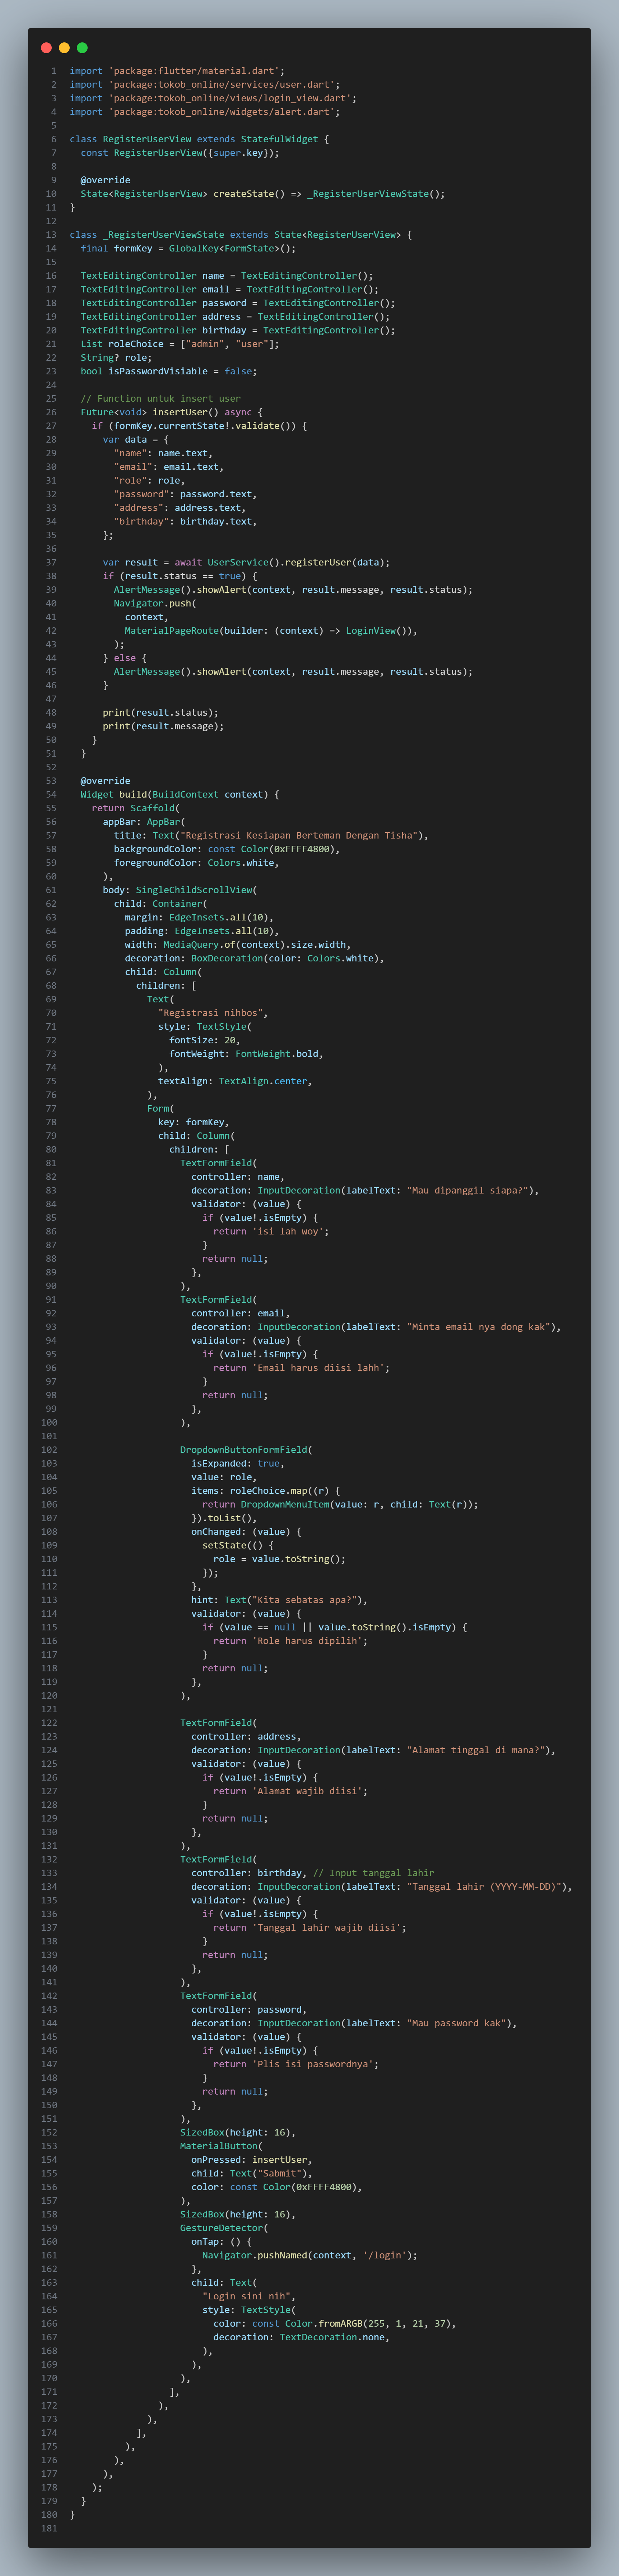 1 import 'package:flutter/material.dart';
2 import 'package:tokob_online/services/user.dart';
3 import 'package:tokob_online/views/login_view.dart';
4 import 'package:tokob_online/widgets/alert.dart';
5
6 class RegisterUserView extends StatefulWidget {
7   const RegisterUserView({super.key});
8
9   @override
10   State<RegisterUserView> createState() => _RegisterUserViewState();
11 }
12
13 class _RegisterUserViewState extends State<RegisterUserView> {
14   final formKey = GlobalKey<FormState>();
15
16   TextEditingController name = TextEditingController();
17   TextEditingController email = TextEditingController();
18   TextEditingController password = TextEditingController();
19   TextEditingController address = TextEditingController();
20   TextEditingController birthday = TextEditingController();
21   List roleChoice = ["admin", "user"];
22   String? role;
23   bool isPasswordVisiable = false;
24
25   // Function untuk insert user
26   Future<void> insertUser() async {
27     if (formKey.currentState!.validate()) {
28       var data = {
29         "name": name.text,
30         "email": email.text,
31         "role": role,
32         "password": password.text,
33         "address": address.text,
34         "birthday": birthday.text,
35       };
36
37       var result = await UserService().registerUser(data);
38       if (result.status == true) {
39         AlertMessage().showAlert(context, result.message, result.status);
40         Navigator.push(
41           context,
42           MaterialPageRoute(builder: (context) => LoginView()),
43         );
44       } else {
45         AlertMessage().showAlert(context, result.message, result.status);
46       }
47
48       print(result.status);
49       print(result.message);
50     }
51   }
52
53   @override
54   Widget build(BuildContext context) {
55     return Scaffold(
56       appBar: AppBar(
57         title: Text("Registrasi Kesiapan Berteman Dengan Tisha"),
58         backgroundColor: const Color(0xFFFF4800),
59         foregroundColor: Colors.white,
60       ),
61       body: SingleChildScrollView(
62         child: Container(
63           margin: EdgeInsets.all(10),
64           padding: EdgeInsets.all(10),
65           width: MediaQuery.of(context).size.width,
66           decoration: BoxDecoration(color: Colors.white),
67           child: Column(
68             children: [
69               Text(
70                 "Registrasi nihbos",
71                 style: TextStyle(
72                   fontSize: 20,
73                   fontWeight: FontWeight.bold,
74                 ),
75                 textAlign: TextAlign.center,
76               ),
77               Form(
78                 key: formKey,
79                 child: Column(
80                   children: [
81                     TextFormField(
82                       controller: name,
83                       decoration: InputDecoration(labelText: "Mau dipanggil siapa?"),
84                       validator: (value) {
85                         if (value!.isEmpty) {
86                           return 'isi lah woy';
87                         }
88                         return null;
89                       },
90                     ),
91                     TextFormField(
92                       controller: email,
93                       decoration: InputDecoration(labelText: "Minta email nya dong kak"),
94                       validator: (value) {
95                         if (value!.isEmpty) {
96                           return 'Email harus diisi lahh';
97                         }
98                         return null;
99                       },
100                     ),
101
102                     DropdownButtonFormField(
103                       isExpanded: true,
104                       value: role,
105                       items: roleChoice.map((r) {
106                         return DropdownMenuItem(value: r, child: Text(r));
107                       }).toList(),
108                       onChanged: (value) {
109                         setState(() {
110                           role = value.toString();
111                         });
112                       },
113                       hint: Text("Kita sebatas apa?"),
114                       validator: (value) {
115                         if (value == null || value.toString().isEmpty) {
116                           return 'Role harus dipilih';
117                         }
118                         return null;
119                       },
120                     ),
121
122                     TextFormField(
123                       controller: address,
124                       decoration: InputDecoration(labelText: "Alamat tinggal di mana?"),
125                       validator: (value) {
126                         if (value!.isEmpty) {
127                           return 'Alamat wajib diisi';
128                         }
129                         return null;
130                       },
131                     ),
132                     TextFormField(
133                       controller: birthday, // Input tanggal lahir
134                       decoration: InputDecoration(labelText: "Tanggal lahir (YYYY-MM-DD)"),
135                       validator: (value) {
136                         if (value!.isEmpty) {
137                           return 'Tanggal lahir wajib diisi';
138                         }
139                         return null;
140                       },
141                     ),
142                     TextFormField(
143                       controller: password,
144                       decoration: InputDecoration(labelText: "Mau password kak"),
145                       validator: (value) {
146                         if (value!.isEmpty) {
147                           return 'Plis isi passwordnya';
148                         }
149                         return null;
150                       },
151                     ),
152                     SizedBox(height: 16),
153                     MaterialButton(
154                       onPressed: insertUser,
155                       child: Text("Sabmit"),
156                       color: const Color(0xFFFF4800),
157                     ),
158                     SizedBox(height: 16),
159                     GestureDetector(
160                       onTap: () {
161                         Navigator.pushNamed(context, '/login');
162                       },
163                       child: Text(
164                         "Login sini nih",
165                         style: TextStyle(
166                           color: const Color.fromARGB(255, 1, 21, 37),
167                           decoration: TextDecoration.none,
168                         ),
169                       ),
170                     ),
171                   ],
172                 ),
173               ),
174             ],
175           ),
176         ),
177       ),
178     );
179   }
180 }
181